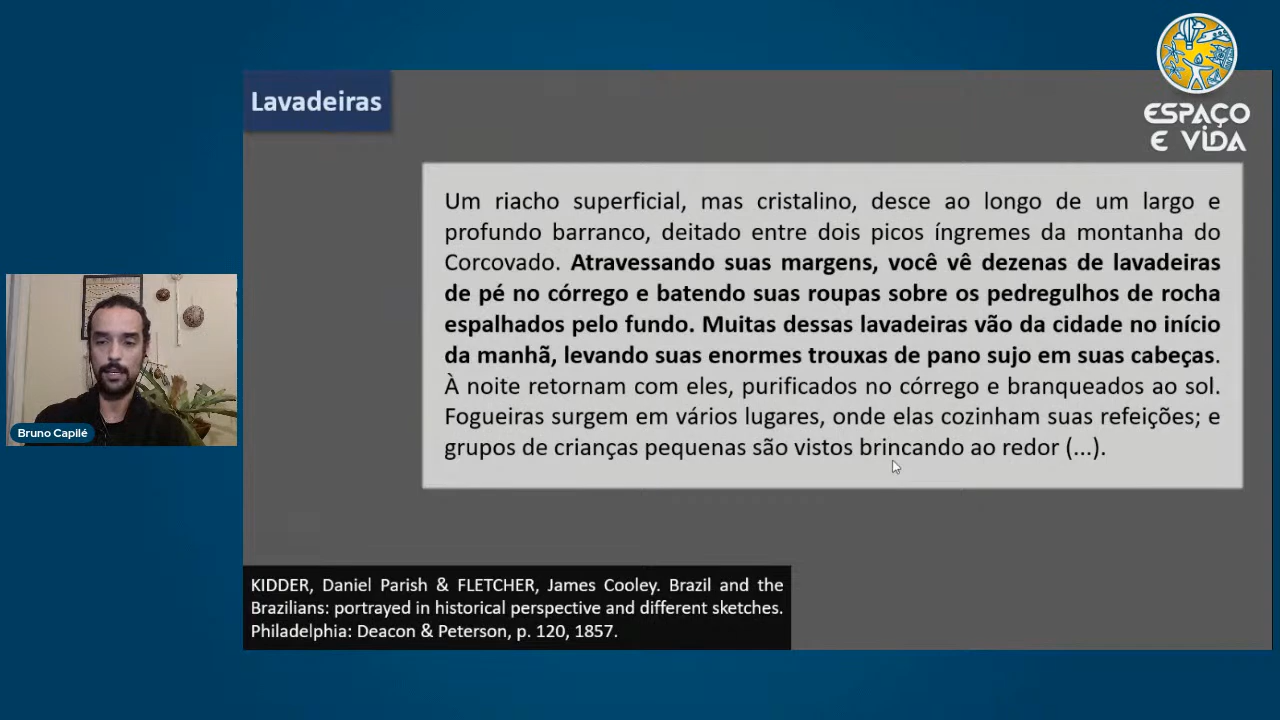 ESPAÇO
E VIDA
Lavadeiras
Um riacho superficial, mas cristalino, desce ao longo de um largo e
profundo barranco, deitado entre dois picos íngremes da montanha do
Corcovado. Atravessando suas margens, você vê dezenas de lavadeiras
de pé no córrego e batendo suas roupas sobre os pedregulhos de rocha
espalhados pelo fundo. Muitas dessas lavadeiras vão da cidade no início
da manhã, levando suas enormes trouxas de pano sujo em suas cabeças.
À noite retornam com eles, purificados no córrego e branqueados ao sol.
Fogueiras surgem em vários lugares, onde elas cozinham suas refeições; e
grupos de crianças pequenas são vistos brincando ao redor (...).
Bruno Capilé
KIDDER, Daniel Parish & FLETCHER, James Cooley. Brazil and the
Brazilians: portrayed in historical perspective and different sketches.
Philadelphia: Deacon & Peterson, p. 120, 1857.